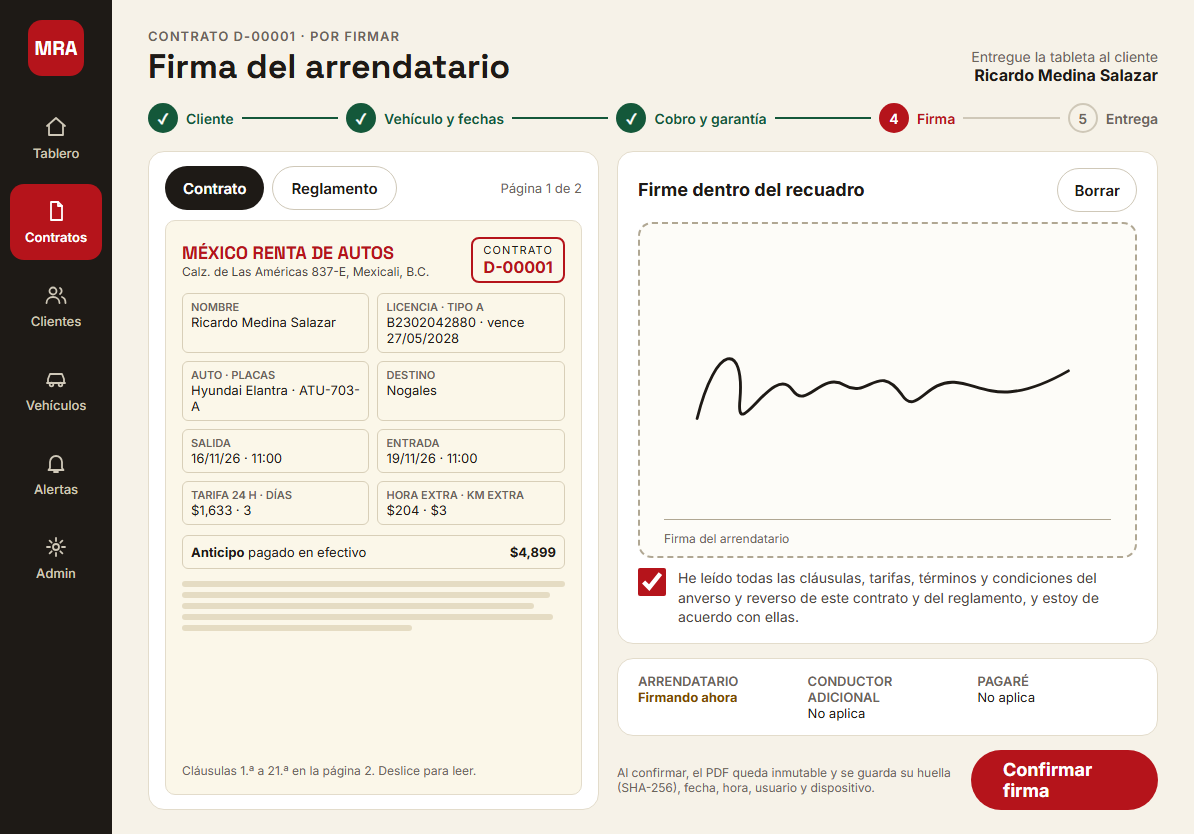 MRA
Tablero
Contratos
Clientes
Vehículos
Alertas
Admin
CONTRATO D-00001 · POR FIRMAR
Firma del arrendatario
Entregue la tableta al cliente
Ricardo Medina Salazar
Cliente
Vehículo y fechas
Cobro y garantía
4 Firma
5 Entrega
Contrato
Reglamento
Página 1 de 2
MÉXICO RENTA DE AUTOS
Calz. de Las Américas 837-E, Mexicali, B.C.
CONTRATO
D-00001
NOMBRE
Ricardo Medina Salazar
LICENCIA · TIPO A
B2302042880 · vence
27/05/2028
AUTO · PLACAS
Hyundai Elantra · ATU-703-
A
DESTINO
Nogales
SALIDA
16/11/26 · 11:00
ENTRADA
19/11/26 · 11:00
TARIFA 24 H · DÍAS
$1,633 · 3
HORA EXTRA · KM EXTRA
$204 · $3
Anticipo pagado en efectivo
$4,899
Cláusulas 1.ª a 21.ª en la página 2. Deslice para leer.
Firme dentro del recuadro
Borrar
Firma del arrendatario
He leído todas las cláusulas, tarifas, términos y condiciones del
anverso y reverso de este contrato y del reglamento, y estoy de
acuerdo con ellas.
ARRENDATARIO
Firmando ahora
CONDUCTOR
ADICIONAL
No aplica
PAGARÉ
No aplica
Al confirmar, el PDF queda inmutable y se guarda su huella
(SHA-256), fecha, hora, usuario y dispositivo.
Confirmar
firma